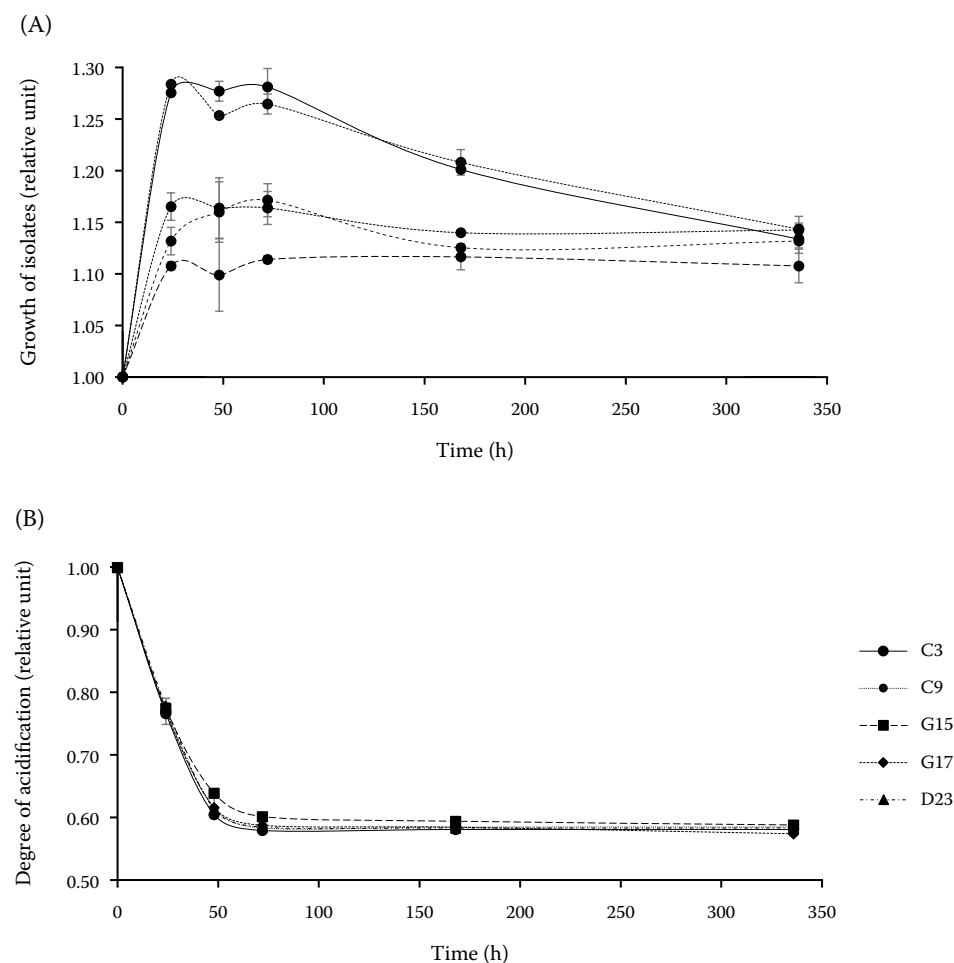 (A)
Growth of isolates (relative unit)
1.30
1.25
1.20
1.15
1.10
1.05
1.00
0 50 100 150 200 250 300 350
Time (h)
(B)
Degree of acidification (relative unit)
1.00
0.90
0.80
0.70
0.60
0.50
0 50 100 150 200 250 300 350
Time (h)
C3
C9
G15
G17
D23